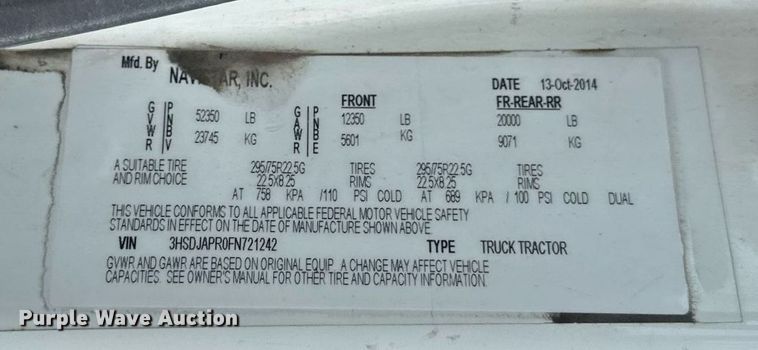 Mfd. By NAVISTAR, INC. DATE 13-Oct-2014
FRONT FR-REAR-RR
GVWR PNBV 52350 LB GAWR PNBE 12350 LB 20000 LB
23745 KG 5601 KG 9071 KG
A SUITABLE TIRE 295/75R22.5G TIRES 295/75R22.5G TIRES
AND RIM CHOICE 22.5X8.25 RIMS 22.5X8.25 RIMS
AT 758 KPA /110 PSI COLD AT 689 KPA / 100 PSI COLD DUAL
THIS VEHICLE CONFORMS TO ALL APPLICABLE FEDERAL MOTOR VEHICLE SAFETY
STANDARDS IN EFFECT ON THE DATE OF MANUFACTURE SHOWN ABOVE
VIN 3HSDJAPR0FN721242 TYPE TRUCK TRACTOR
GVWR AND GAWR ARE BASED ON ORIGINAL EQUIP. A CHANGE MAY AFFECT VEHICLE
CAPACITIES. SEE OWNER'S MANUAL FOR OTHER TIRE AND CAPACITY INFORMATION.
Purple Wave Auction